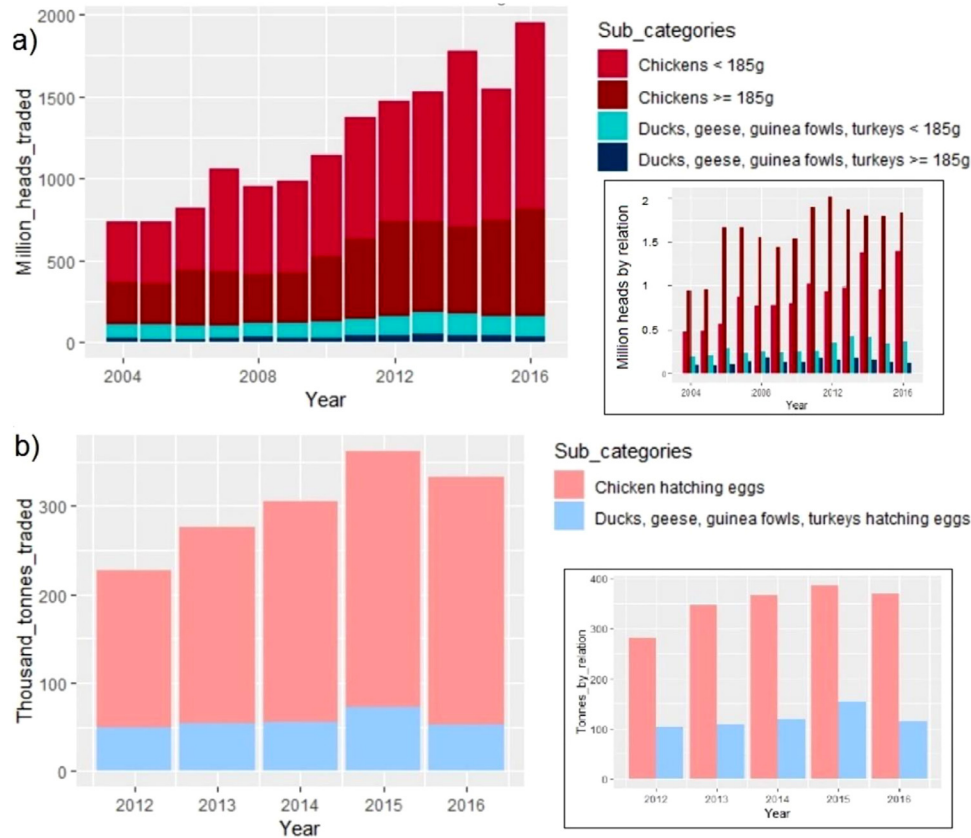 a)
2000
1500
1000
500
0
Million_heads_traded
2004
2008
2012
2016
Year
Sub_categories
Chickens < 185g
Chickens >= 185g
Ducks, geese, guinea fowls, turkeys < 185g
Ducks, geese, guinea fowls, turkeys >= 185g
2
1.5
1
0.5
0
Million heads by relation
2004
2008
2012
2016
Year
b)
300
200
100
0
Thousand_tonnes_traded
2012
2013
2014
2015
2016
Year
Sub_categories
Chicken hatching eggs
Ducks, geese, guinea fowls, turkeys hatching eggs
400
300
200
100
0
Tonnes_by_relation
2012
2013
2014
2015
2016
Year